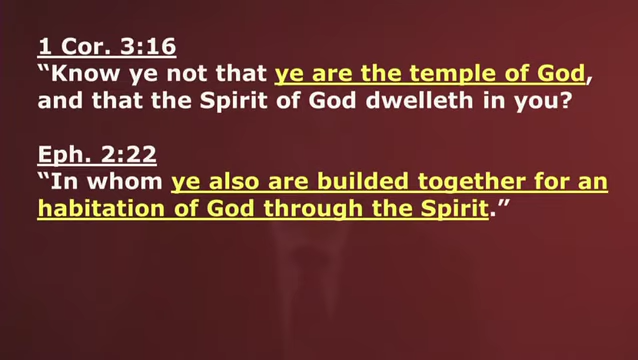 1 Cor. 3:16
“Know ye not that ye are the temple of God,
and that the Spirit of God dwelleth in you?
Eph. 2:22
“In whom ye also are builded together for an
habitation of God through the Spirit.”